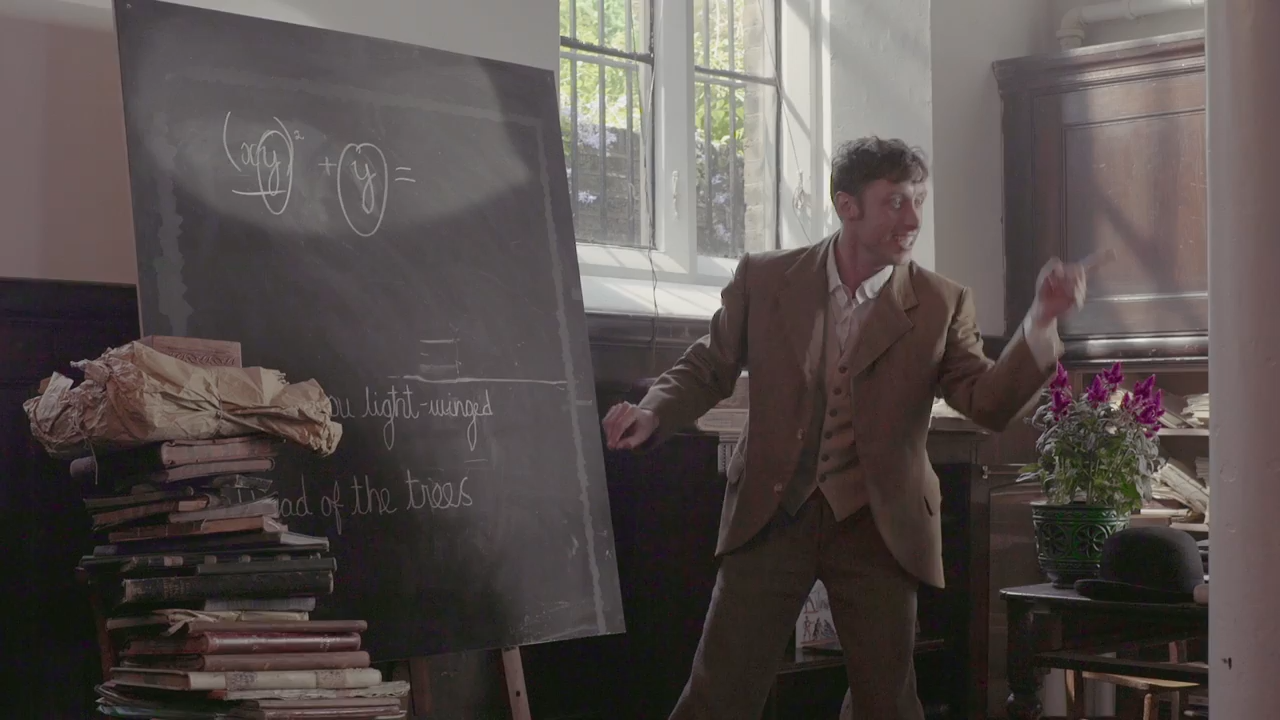 (xy)² + y =
light-winged
of the trees